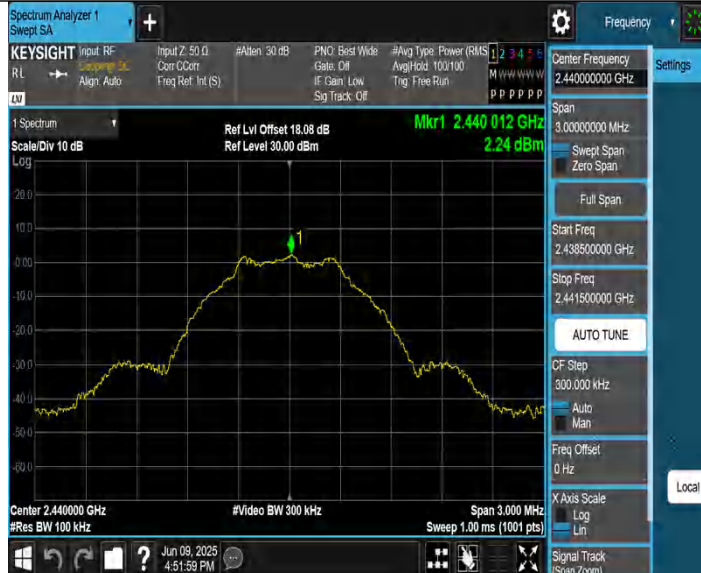 Spectrum Analyzer 1
Swept SA
+
Frequency
KEYSIGHT
RL
Input: RF
Align: Auto
Input Z: 50 Ω
Corr CCorr
Freq Ref: Int (S)
#Atten: 30 dB
PNO: Best Wide
Gate: Off
IF Gain: Low
Sig Track: Off
#Avg Type: Power (RMS
Avg|Hold: 100/100
Trig: Free Run
1 2 3 4 5 6
M W W W W W
P P P P P P
1 Spectrum
Scale/Div 10 dB
Ref Lvl Offset 18.08 dB
Ref Level 30.00 dBm
Mkr1 2.440 012 GHz
2.24 dBm
Log
20.0
10.0
0.00
-10.0
-20.0
-30.0
-40.0
-50.0
-60.0
1
Center 2.440000 GHz
#Res BW 100 kHz
#Video BW 300 kHz
Span 3.000 MHz
Sweep 1.00 ms (1001 pts)
Jun 09, 2025
4:51:59 PM
Center Frequency
2.440000000 GHz
Span
3.00000000 MHz
Swept Span
Zero Span
Full Span
Start Freq
2.438500000 GHz
Stop Freq
2.441500000 GHz
AUTO TUNE
CF Step
300.000 kHz
Auto
Man
Freq Offset
0 Hz
X Axis Scale
Log
Lin
Signal Track
(Span Zoom)
Settings
Local